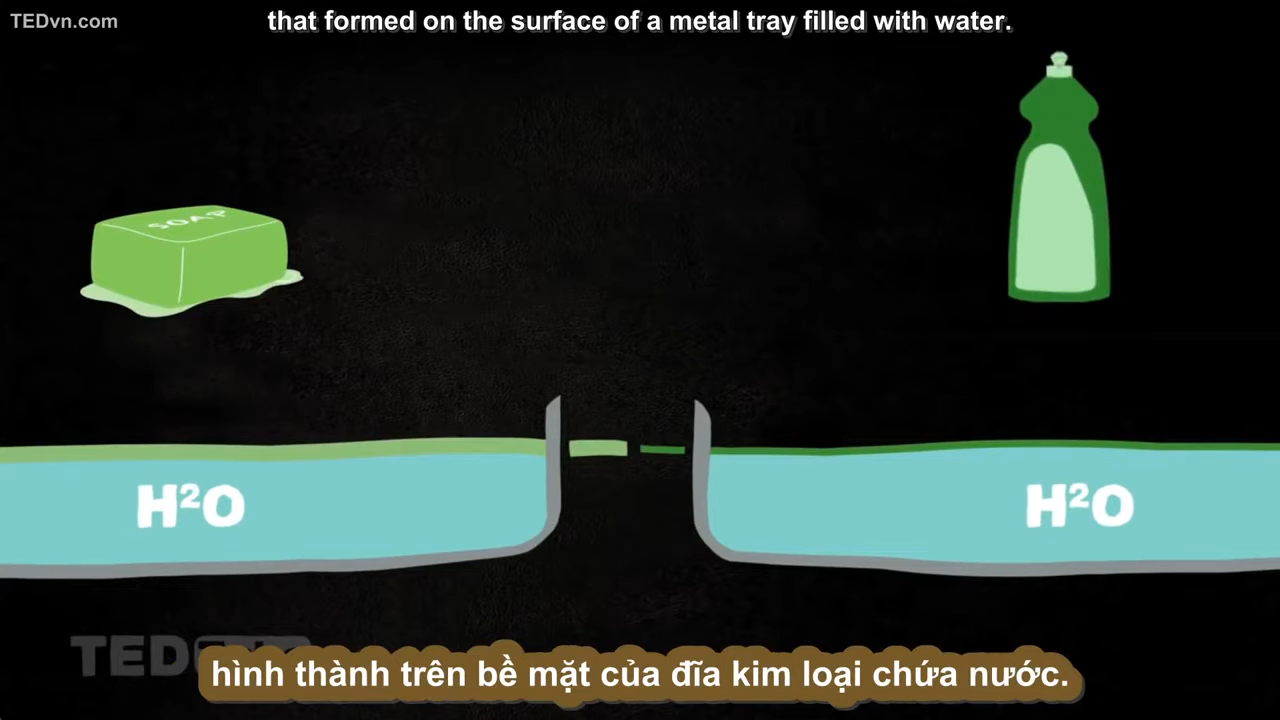 TEDvn.com
that formed on the surface of a metal tray filled with water.
SOAP
H²O
H²O
TED
hình thành trên bề mặt của đĩa kim loại chứa nước.